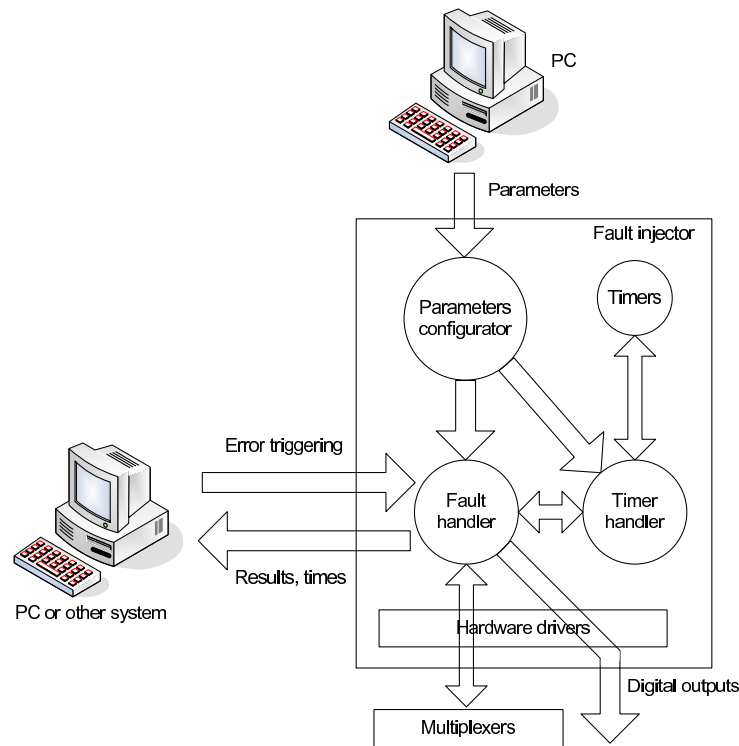 PC
Parameters
Fault injector
Parameters
configurator
Timers
Error triggering
Fault
handler
Timer
handler
Results, times
PC or other system
Hardware drivers
Digital outputs
Multiplexers